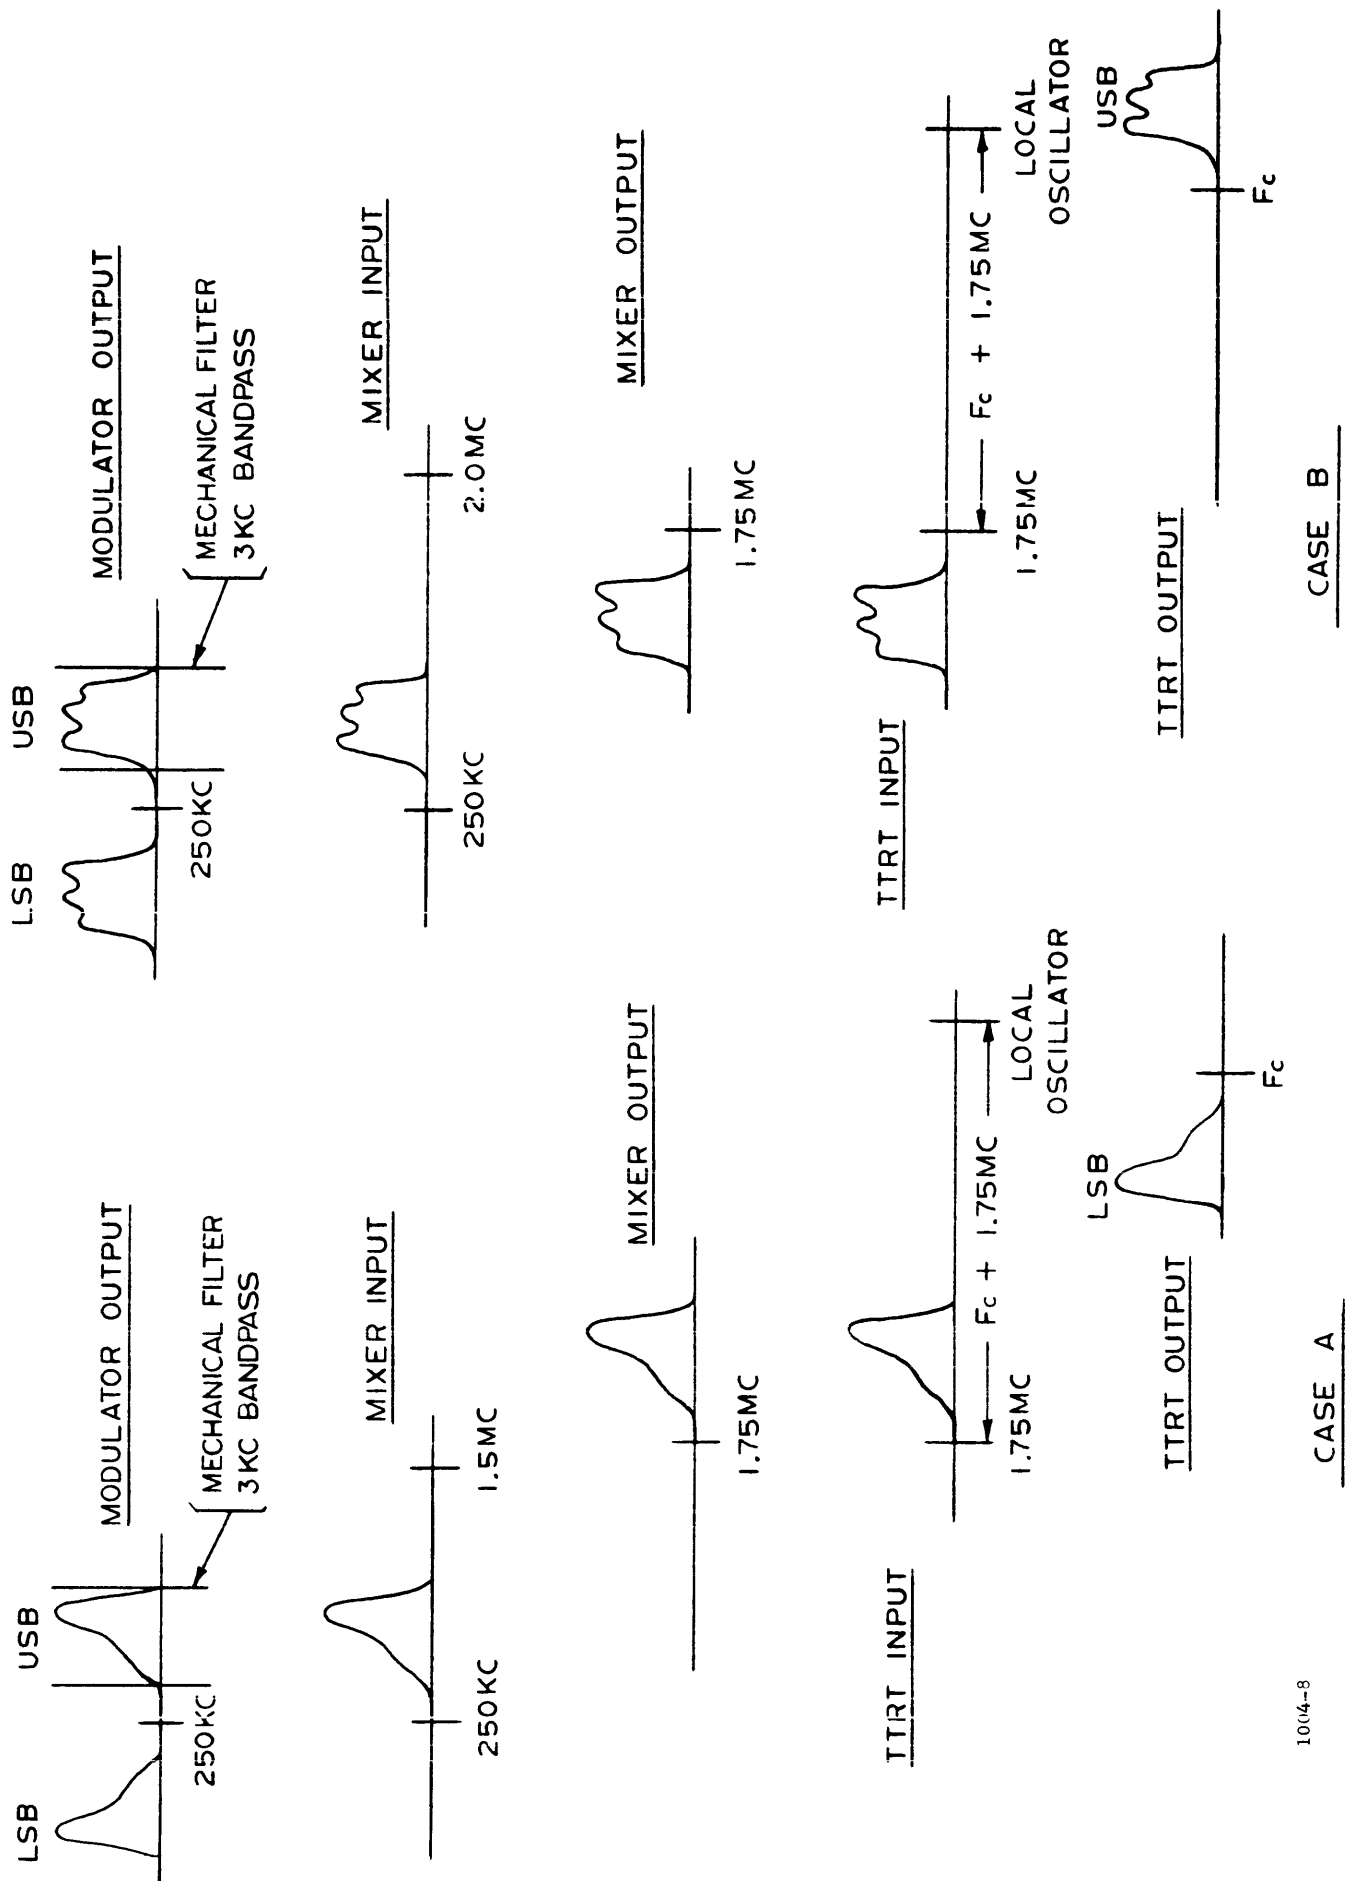 LSB
USB
MODULATOR OUTPUT
250KC
MECHANICAL FILTER
3KC BANDPASS
MIXER INPUT
250KC
1.5MC
MIXER OUTPUT
1.75MC
TTRT INPUT
1.75MC
Fc + 1.75MC
LOCAL
OSCILLATOR
TTRT OUTPUT
LSB
Fc
CASE A
LSB
USB
MODULATOR OUTPUT
250KC
MECHANICAL FILTER
3KC BANDPASS
MIXER INPUT
250KC
2.0MC
MIXER OUTPUT
1.75MC
TTRT INPUT
1.75MC
Fc + 1.75MC
LOCAL
OSCILLATOR
TTRT OUTPUT
USB
Fc
CASE B
1004-8